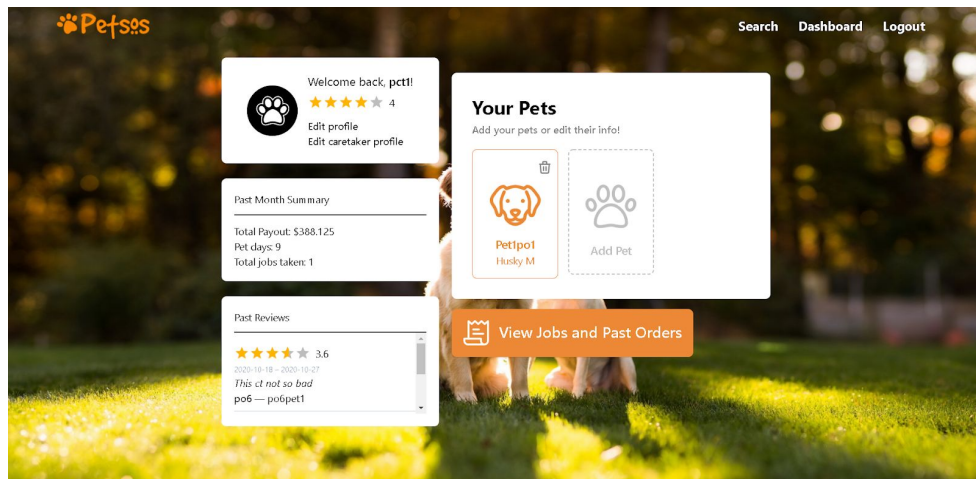 Petsos
Search Dashboard Logout
Welcome back, pct1!
4
Edit profile
Edit caretaker profile
Past Month Summary
Total Payout: $388.125
Pet days: 9
Total jobs taken: 1
Past Reviews
3.6
2020-10-18 – 2020-10-27
This ct not so bad
po6 — po6pet1
Your Pets
Add your pets or edit their info!
Pet1po1
Husky M
Add Pet
View Jobs and Past Orders